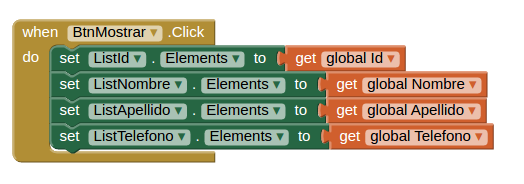 when BtnMostrar .Click
do set ListId . Elements to get global Id
set ListNombre . Elements to get global Nombre
set ListApellido . Elements to get global Apellido
set ListTelefono . Elements to get global Telefono